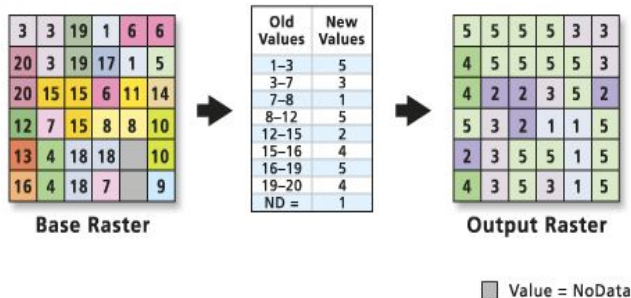 Old Values New Values
1–3 5
3–7 3
7–8 1
8–12 5
12–15 2
15–16 4
16–19 5
19–20 4
ND = 1
3 3 19 1 6 6
20 3 19 17 1 5
20 15 15 6 11 14
12 7 15 8 8 10
13 4 18 18 10
16 4 18 7 9
Base Raster
5 5 5 5 3 3
4 5 5 5 5 3
4 2 2 3 5 2
5 3 2 1 1 5
2 3 5 5 1 5
4 3 5 3 1 5
Output Raster
Value = NoData